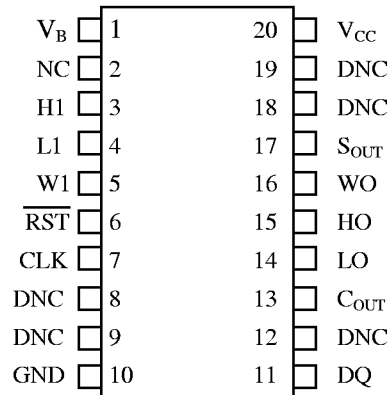 V_B 1 20 V_CC
NC 2 19 DNC
H1 3 18 DNC
L1 4 17 S_OUT
W1 5 16 WO
R̅S̅T̅ 6 15 HO
CLK 7 14 LO
DNC 8 13 C_OUT
DNC 9 12 DNC
GND 10 11 DQ